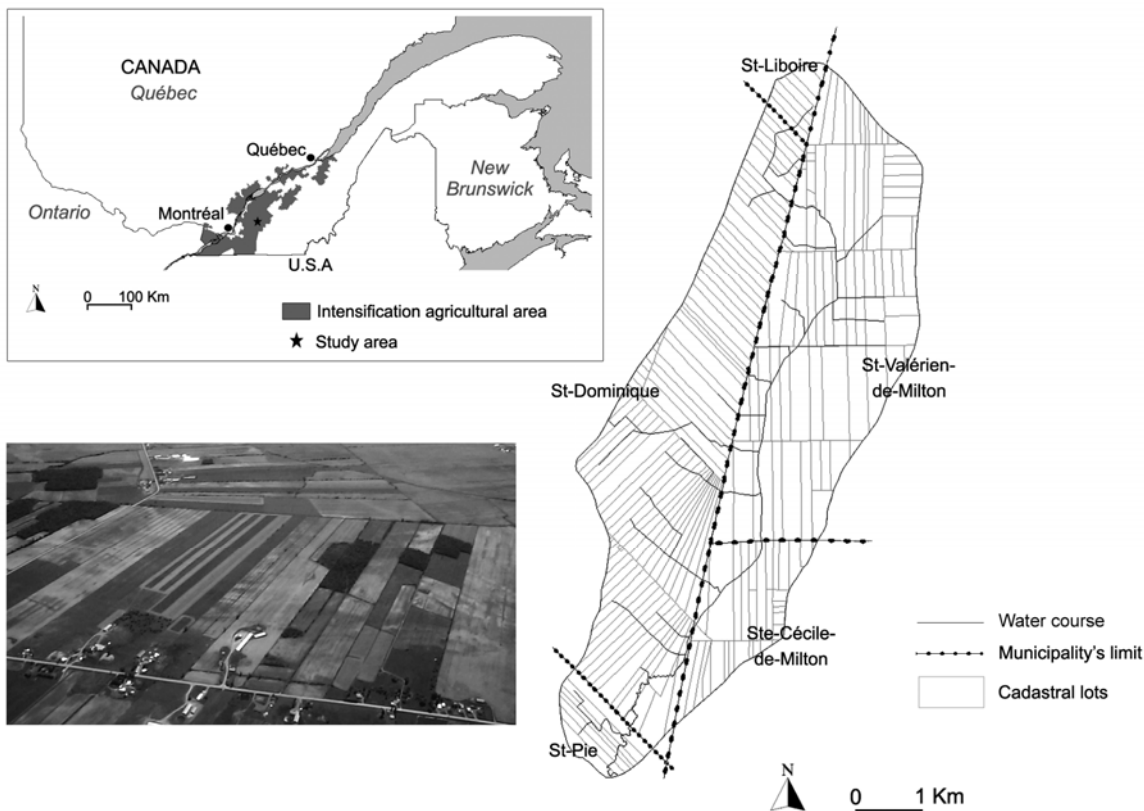 CANADA
Québec
Québec
New
Brunswick
Ontario
Montréal
U.S.A
N
0 100 Km
Intensification agricultural area
Study area
St-Liboire
St-Valérien-
de-Milton
St-Dominique
Ste-Cécile-
de-Milton
St-Pie
Water course
Municipality's limit
Cadastral lots
N
0 1 Km